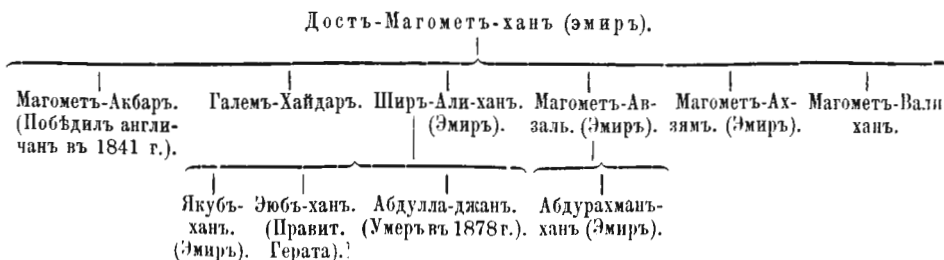 Достъ-Магометъ-ханъ (эмиръ).
Магометъ-Акбаръ. Галемъ-Хайдаръ. Ширъ-Али-ханъ. Магометъ-Ав- Магометъ-Ах- Магометъ-Вали
(Побѣдилъ англи- (Эмиръ). заль. (Эмиръ). зямъ. (Эмиръ). ханъ.
чанъ въ 1841 г.).
Якубъ- Эюбъ-ханъ. Абдулла-джанъ. Абдурахманъ-
ханъ. (Правит. (Умеръ въ 1878 г.). ханъ (Эмиръ).
(Эмиръ). Герата).